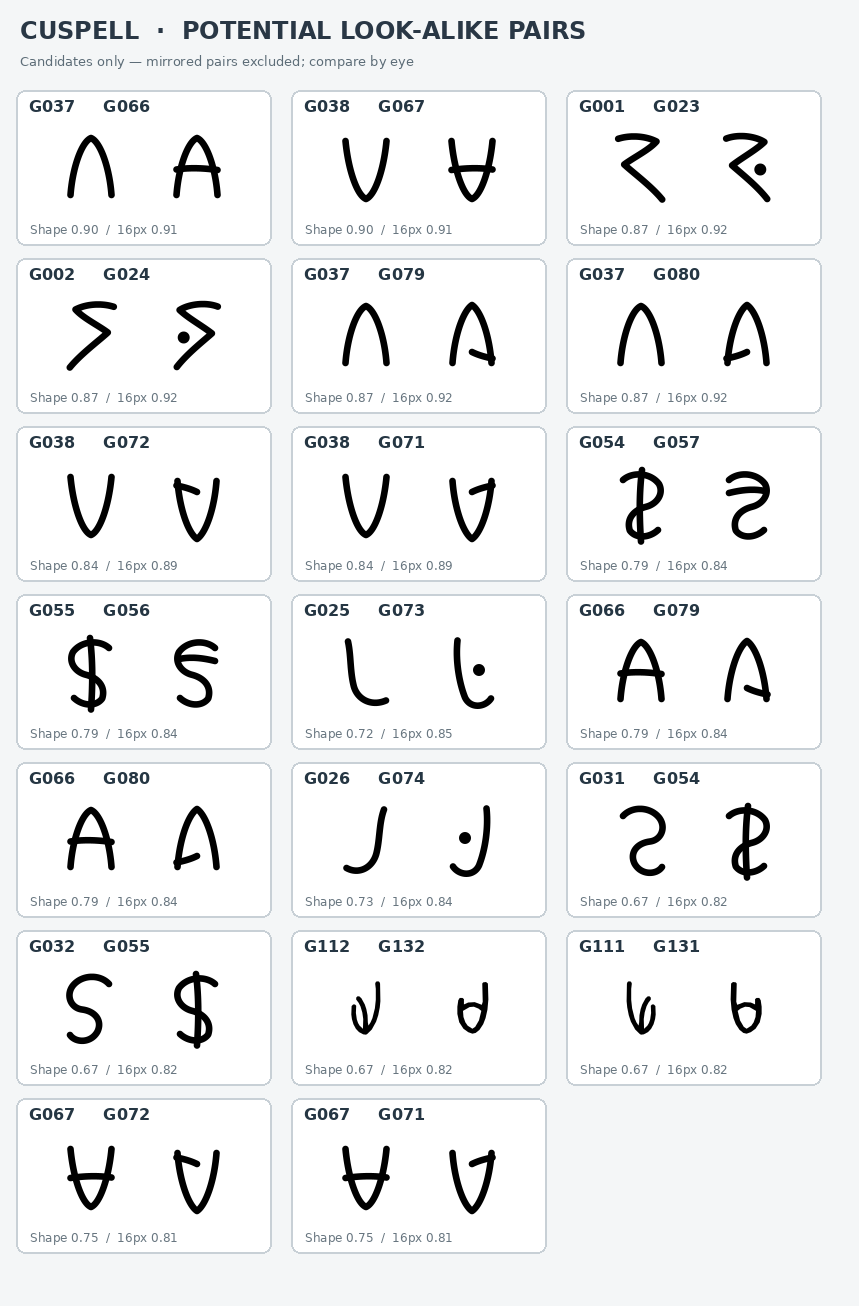 CUSPELL · POTENTIAL LOOK-ALIKE PAIRS
Candidates only — mirrored pairs excluded; compare by eye
G037 G066
Shape 0.90 / 16px 0.91
G038 G067
Shape 0.90 / 16px 0.91
G001 G023
Shape 0.87 / 16px 0.92
G002 G024
Shape 0.87 / 16px 0.92
G037 G079
Shape 0.87 / 16px 0.92
G037 G080
Shape 0.87 / 16px 0.92
G038 G072
Shape 0.84 / 16px 0.89
G038 G071
Shape 0.84 / 16px 0.89
G054 G057
Shape 0.79 / 16px 0.84
G055 G056
Shape 0.79 / 16px 0.84
G025 G073
Shape 0.72 / 16px 0.85
G066 G079
Shape 0.79 / 16px 0.84
G066 G080
Shape 0.79 / 16px 0.84
G026 G074
Shape 0.73 / 16px 0.84
G031 G054
Shape 0.67 / 16px 0.82
G032 G055
Shape 0.67 / 16px 0.82
G112 G132
Shape 0.67 / 16px 0.82
G111 G131
Shape 0.67 / 16px 0.82
G067 G072
Shape 0.75 / 16px 0.81
G067 G071
Shape 0.75 / 16px 0.81